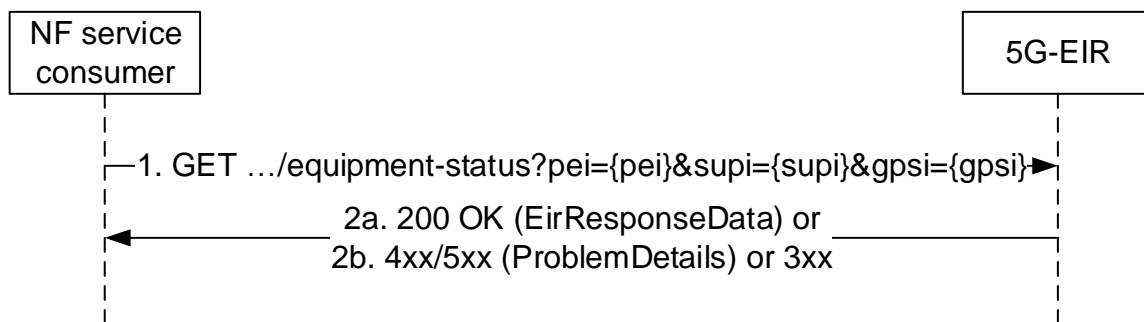 NF service
consumer
5G-EIR
1. GET …/equipment-status?pei={pei}&supi={supi}&gpsi={gpsi}
2a. 200 OK (EirResponseData) or
2b. 4xx/5xx (ProblemDetails) or 3xx